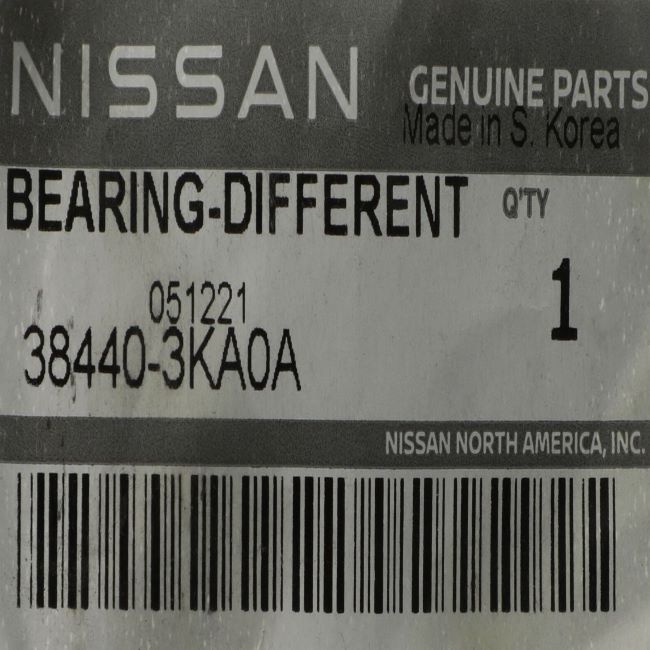 NISSAN
GENUINE PARTS
Made in S. Korea
BEARING-DIFFERENT
Q'TY
1
051221
38440-3KA0A
NISSAN NORTH AMERICA, INC.